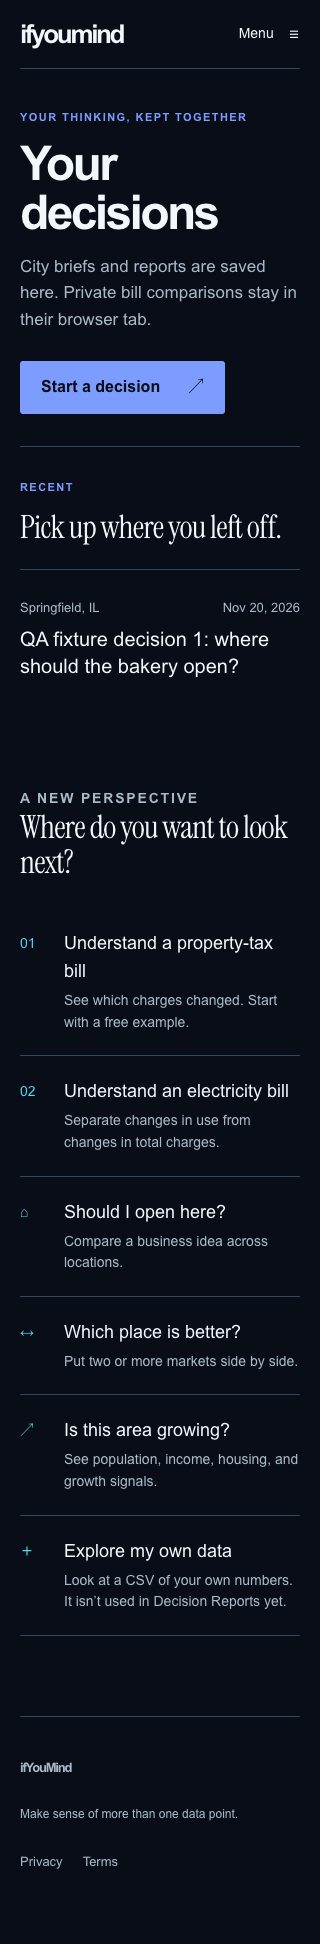 ifyoumind
Menu ≡
YOUR THINKING, KEPT TOGETHER
Your
decisions
City briefs and reports are saved
here. Private bill comparisons stay in
their browser tab.
Start a decision ↗
RECENT
Pick up where you left off.
Springfield, IL
Nov 20, 2026
QA fixture decision 1: where
should the bakery open?
A NEW PERSPECTIVE
Where do you want to look
next?
01
Understand a property-tax
bill
See which charges changed. Start
with a free example.
02
Understand an electricity bill
Separate changes in use from
changes in total charges.
⌂
Should I open here?
Compare a business idea across
locations.
↔
Which place is better?
Put two or more markets side by side.
↗
Is this area growing?
See population, income, housing, and
growth signals.
+
Explore my own data
Look at a CSV of your own numbers.
It isn’t used in Decision Reports yet.
ifYouMind
Make sense of more than one data point.
Privacy
Terms